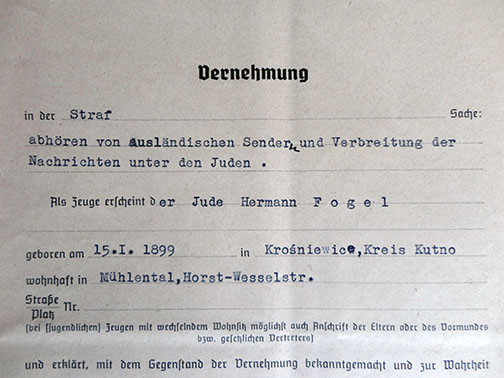 Vernehmung
in der Straf Sache:
abhören von ausländischen Sender, und Verbreitung der
Nachrichten unter den Juden .
Als Zeuge erscheint der Jude Hermann F o g e l
geboren am 15.I. 1899 in Krośniewice, Kreis Kutno
wohnhaft in Mühlental,Horst-Wesselstr.
Straße
Platz Nr.
(bei Jugendlichen) Zeugen mit wechselndem Wohnsitz möglichst auch Anschrift der Eltern oder des Vormundes
bzw. gesetzlichen Vertreters)
und erklärt, mit dem Gegenstand der Vernehmung bekanntgemacht und zur Wahrheit